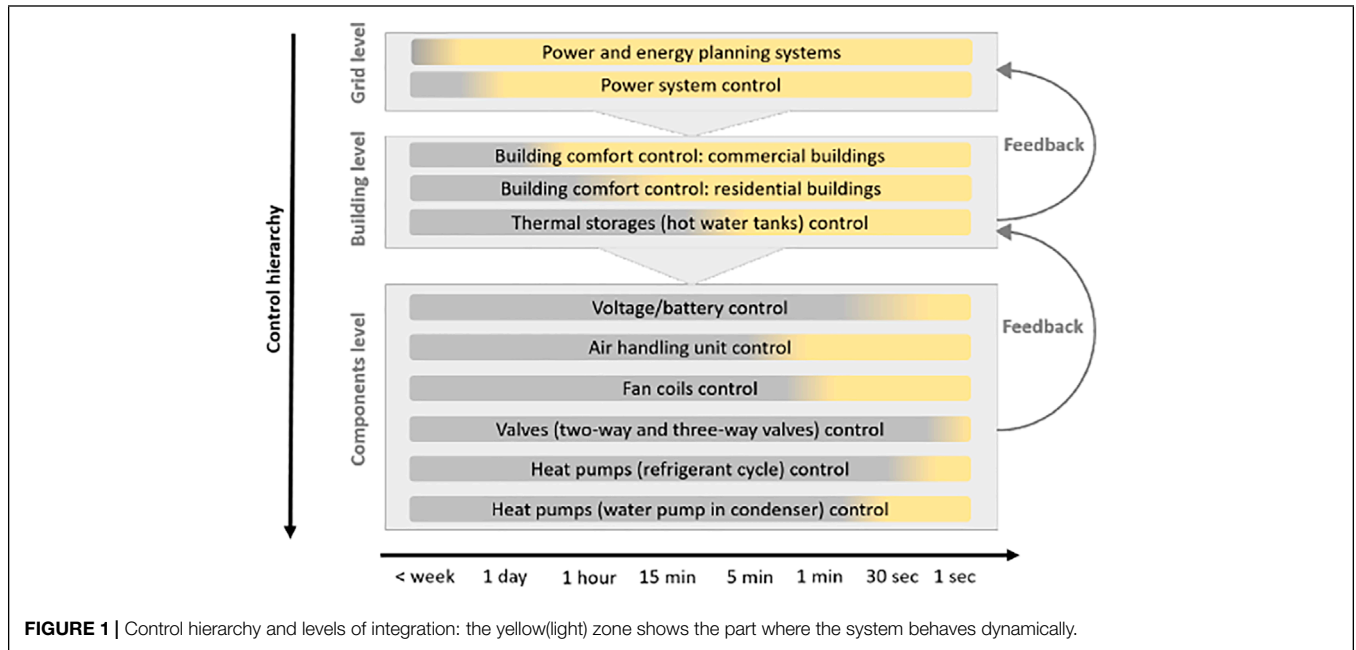 Control hierarchy
Grid level
Power and energy planning systems
Power system control
Building level
Building comfort control: commercial buildings
Building comfort control: residential buildings
Thermal storages (hot water tanks) control
Feedback
Components level
Voltage/battery control
Air handling unit control
Fan coils control
Valves (two-way and three-way valves) control
Heat pumps (refrigerant cycle) control
Heat pumps (water pump in condenser) control
Feedback
< week 1 day 1 hour 15 min 5 min 1 min 30 sec 1 sec
FIGURE 1 | Control hierarchy and levels of integration: the yellow(light) zone shows the part where the system behaves dynamically.